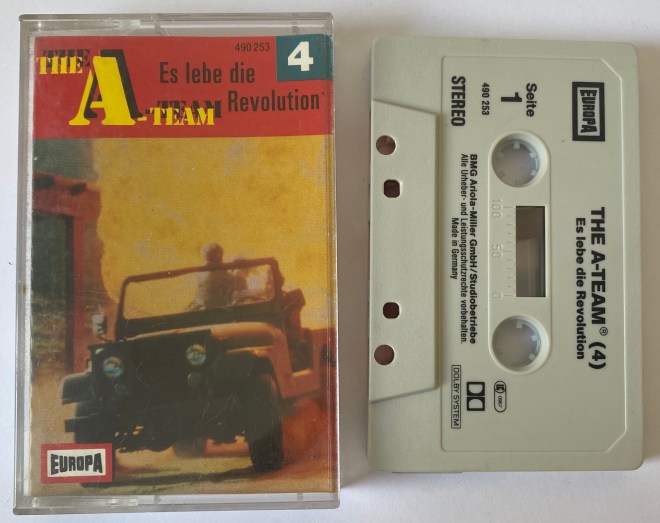 490 253
4
THE
A
-TEAM
Es lebe die
Revolution
EUROPA
EUROPA
THE A-TEAM® (4)
Es lebe die Revolution
Seite
1
490 253
STEREO
100 50 0
BMG Ariola-Miller GmbH/Studiobetriebe
Alle Urheber- und Leistungsschutzrechte vorbehalten.
Made in Germany
DOLBY SYSTEM